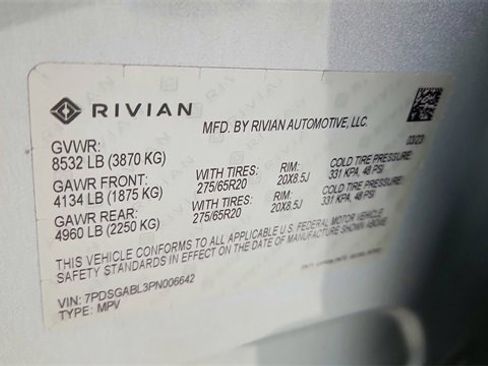 RIVIAN
MFD. BY RIVIAN AUTOMOTIVE, LLC.
03/23
GVWR:
8532 LB (3870 KG)
GAWR FRONT: WITH TIRES: RIM: COLD TIRE PRESSURE:
4134 LB (1875 KG) 275/65R20 20X8.5J 331 KPA, 48 PSI
GAWR REAR: WITH TIRES: RIM: COLD TIRE PRESSURE:
4960 LB (2250 KG) 275/65R20 20X8.5J 331 KPA, 48 PSI
THIS VEHICLE CONFORMS TO ALL APPLICABLE U.S. FEDERAL MOTOR VEHICLE
SAFETY STANDARDS IN EFFECT ON THE DATE OF MANUFACTURE SHOWN ABOVE.
VIN: 7PDSGABL3PN006642
TYPE: MPV